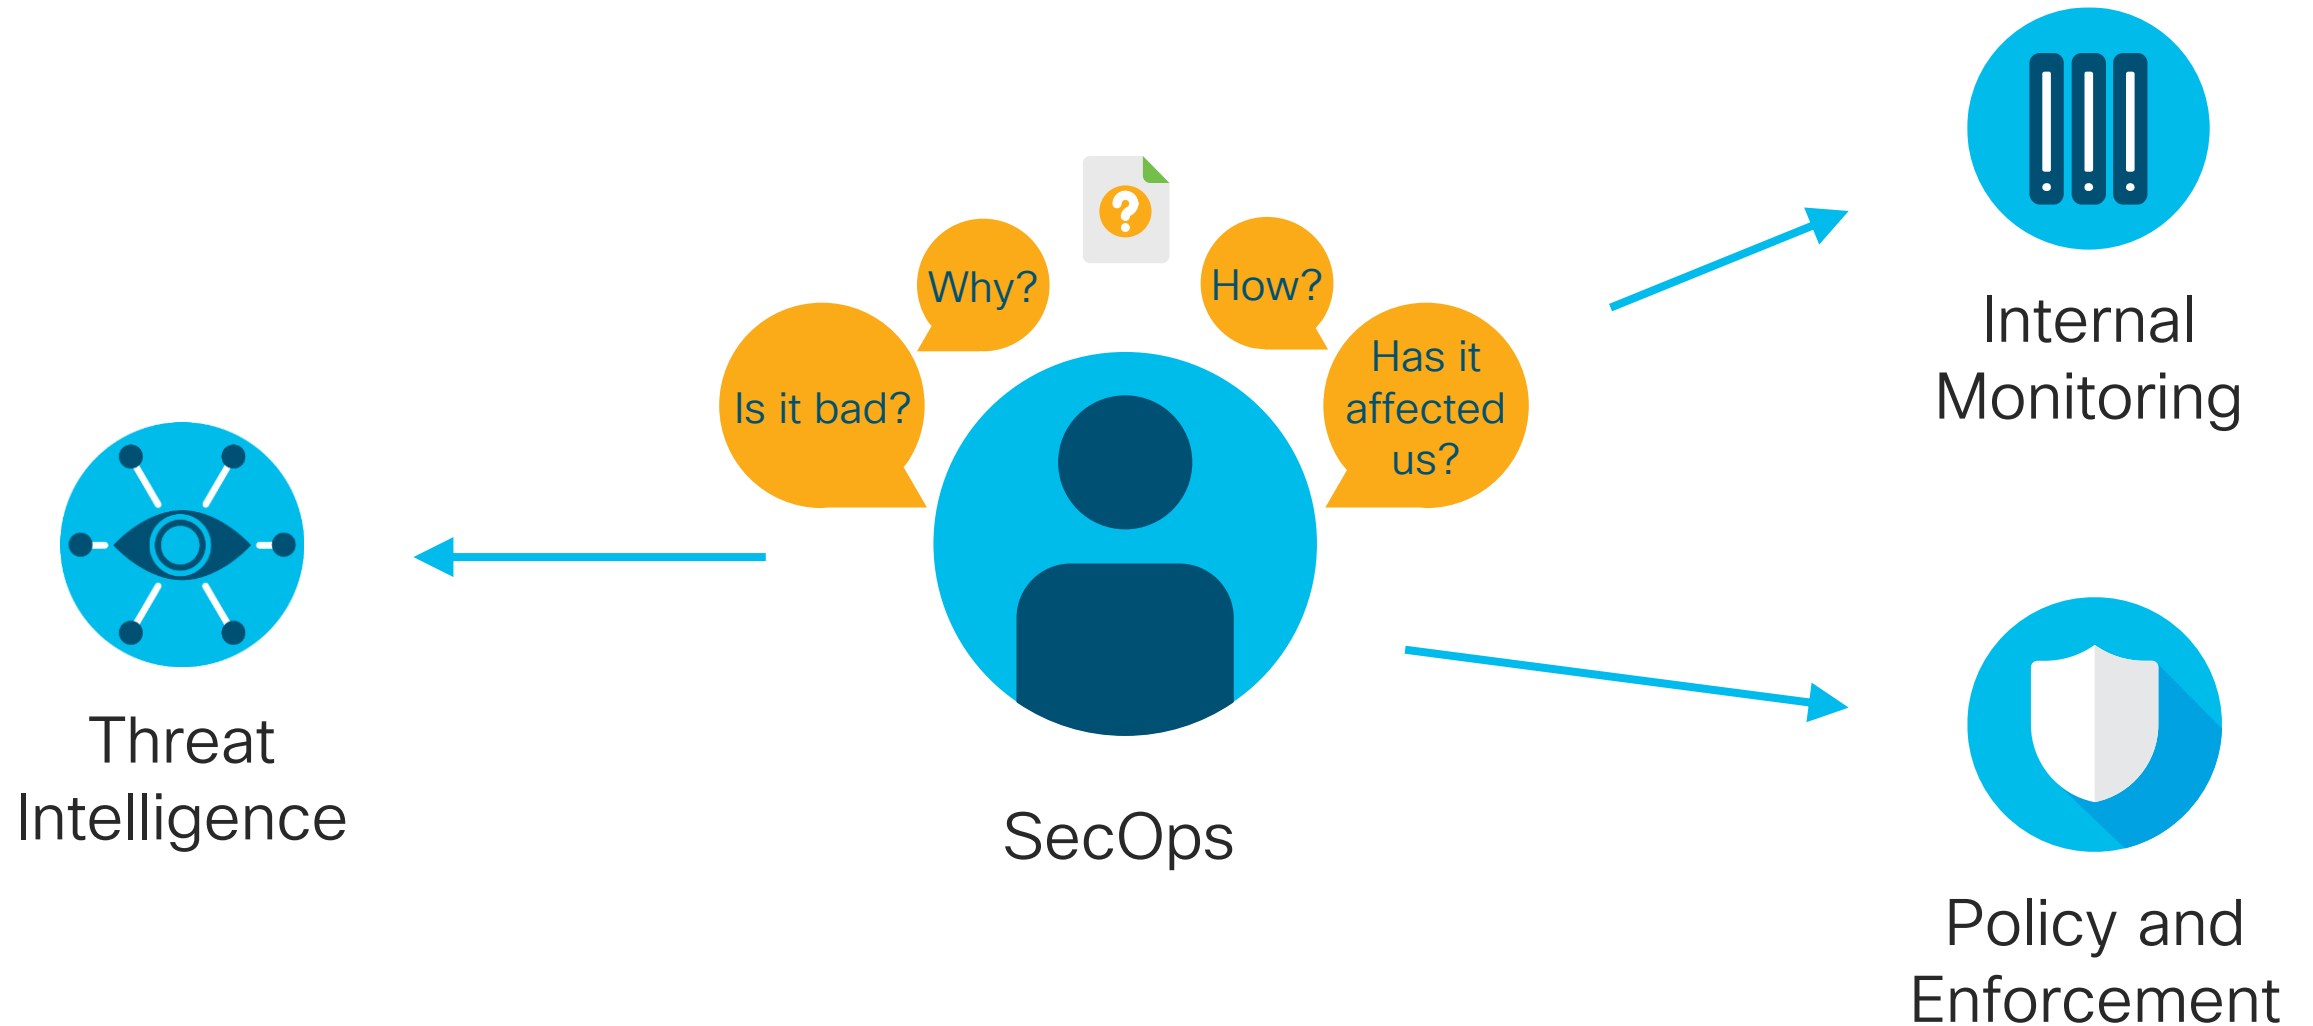 ?
Why?
How?
Is it bad?
Has it
affected
us?
Internal
Monitoring
Threat
Intelligence
SecOps
Policy and
Enforcement